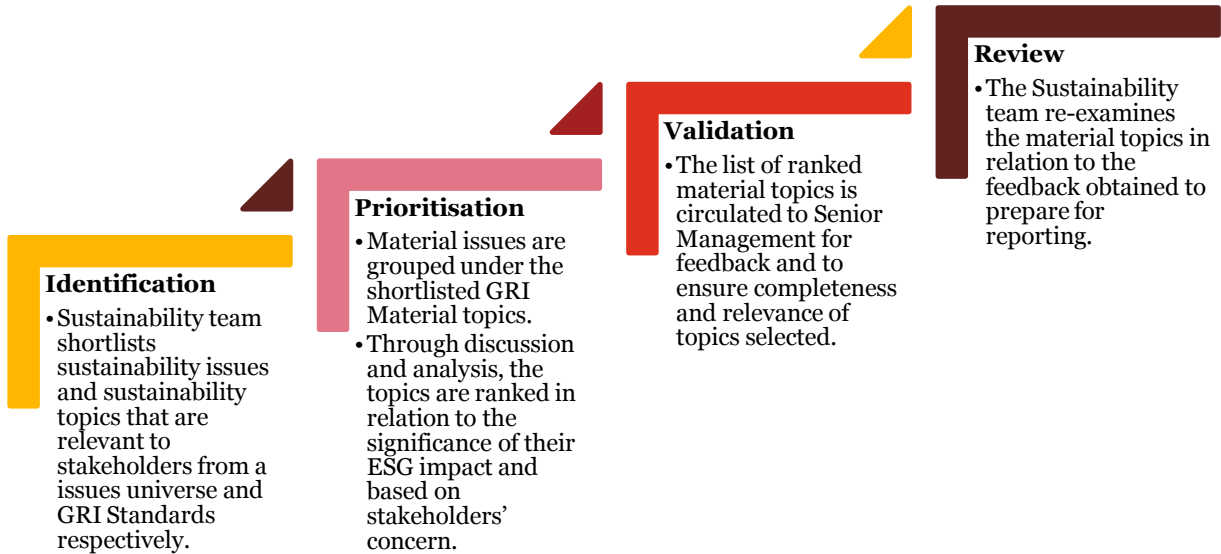 Identification
•Sustainability team
shortlists
sustainability issues
and sustainability
topics that are
relevant to
stakeholders from a
issues universe and
GRI Standards
respectively.
Prioritisation
•Material issues are
grouped under the
shortlisted GRI
Material topics.
•Through discussion
and analysis, the
topics are ranked in
relation to the
significance of their
ESG impact and
based on
stakeholders’
concern.
Validation
•The list of ranked
material topics is
circulated to Senior
Management for
feedback and to
ensure completeness
and relevance of
topics selected.
Review
•The Sustainability
team re-examines
the material topics in
relation to the
feedback obtained to
prepare for
reporting.